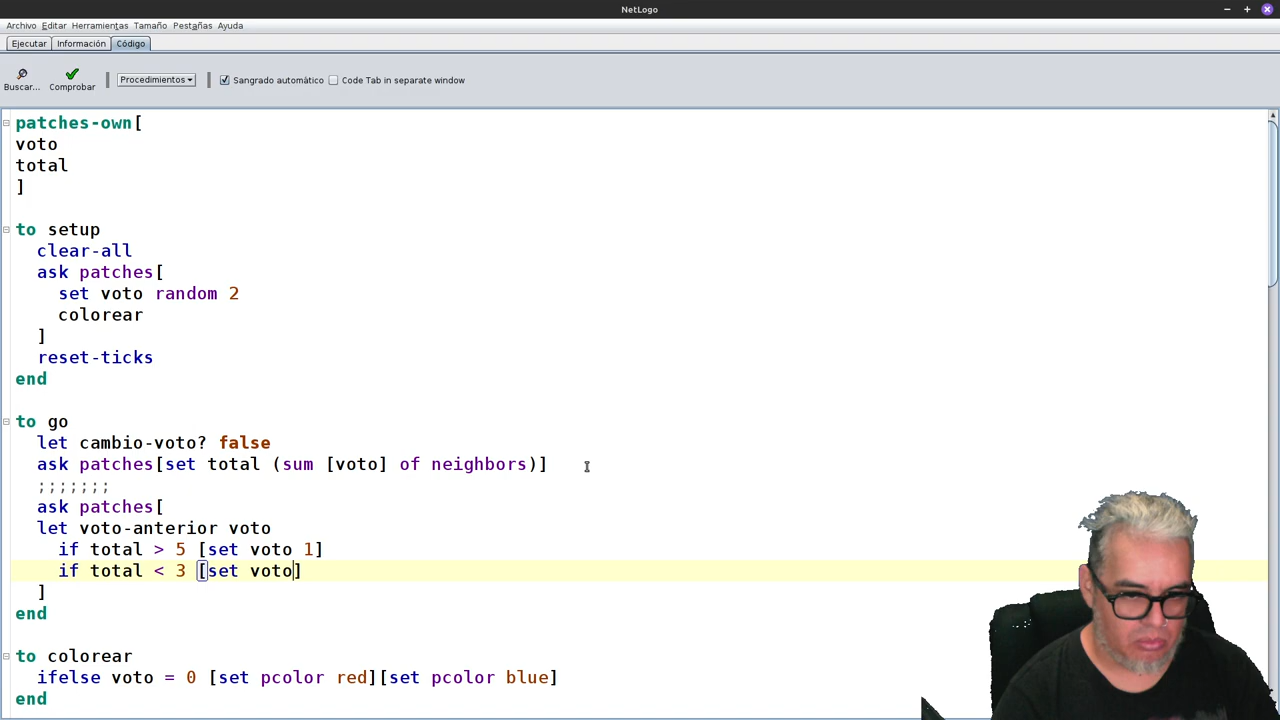 NetLogo
Archivo Editar Herramientas Tamaño Pestañas Ayuda
Ejecutar Información Código
Buscar... Comprobar Procedimientos Sangrado automático Code Tab in separate window
patches-own[
voto
total
]
to setup
clear-all
ask patches[
set voto random 2
colorear
]
reset-ticks
end
to go
let cambio-voto? false
ask patches[set total (sum [voto] of neighbors)]
;;;;;;;
ask patches[
let voto-anterior voto
if total > 5 [set voto 1]
if total < 3 [set voto]
]
end
to colorear
ifelse voto = 0 [set pcolor red][set pcolor blue]
end